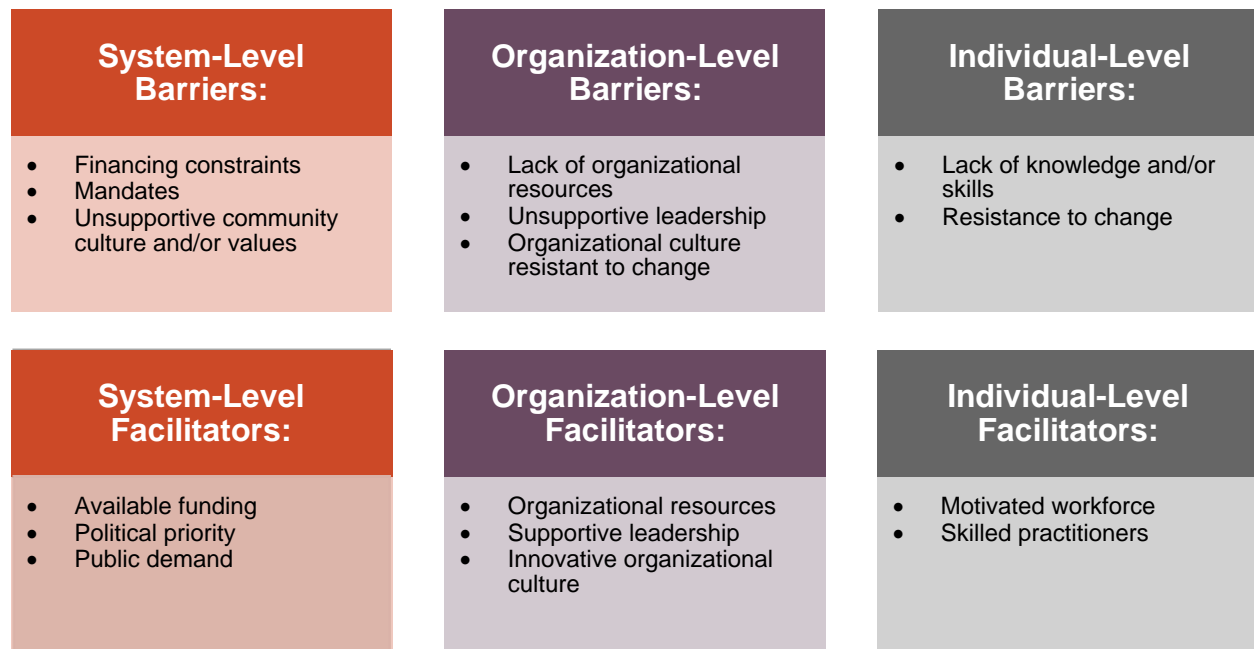 System-Level
Barriers:
• Financing constraints
• Mandates
• Unsupportive community
culture and/or values
Organization-Level
Barriers:
• Lack of organizational
resources
• Unsupportive leadership
• Organizational culture
resistant to change
Individual-Level
Barriers:
• Lack of knowledge and/or
skills
• Resistance to change
System-Level
Facilitators:
• Available funding
• Political priority
• Public demand
Organization-Level
Facilitators:
• Organizational resources
• Supportive leadership
• Innovative organizational
culture
Individual-Level
Facilitators:
• Motivated workforce
• Skilled practitioners